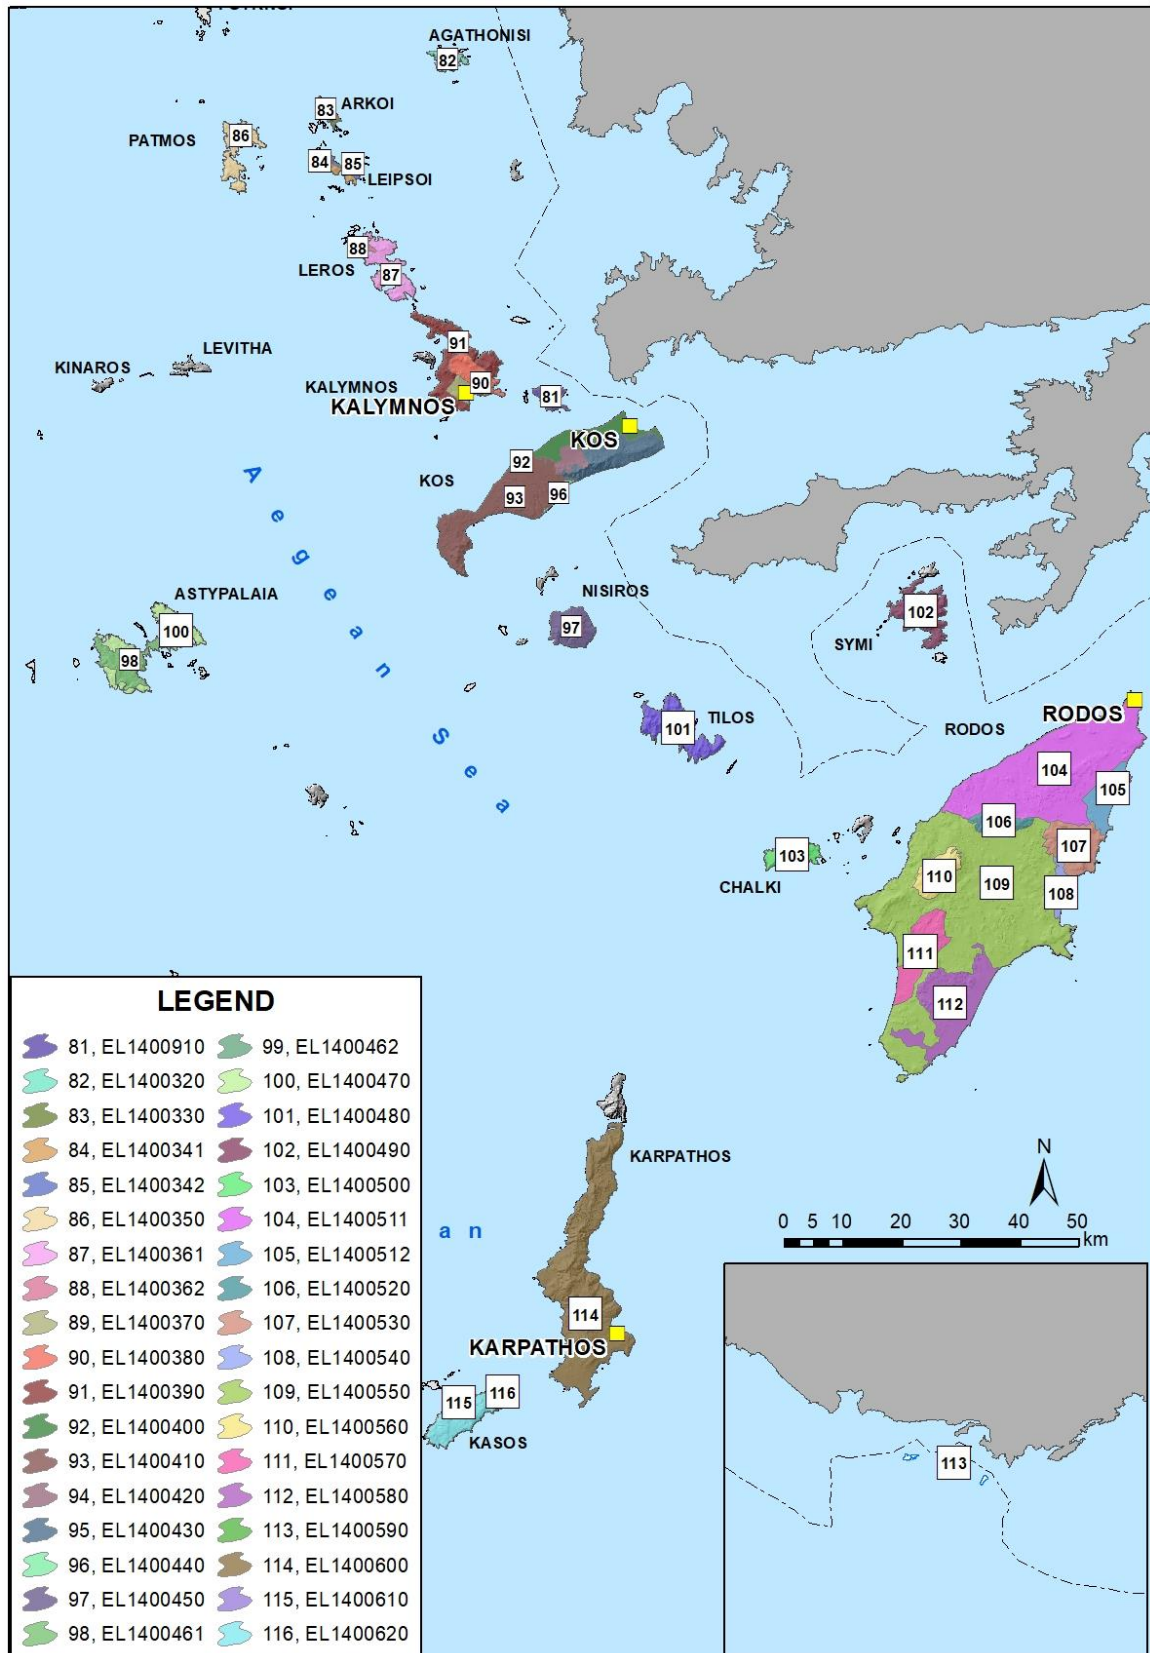 AGATHONISI
82
83
ARKOI
PATMOS
86
84
85
LEIPSOI
88
LEROS
87
91
LEVITHA
KINAROS
KALYMNOS
90
KALYMNOS
81
KOS
92
KOS
93
96
Aegean Sea
NISIROS
ASTYPALAIA
100
97
102
98
SYMI
RODOS
101
TILOS
RODOS
104
105
106
103
107
110
109
CHALKI
108
111
112
LEGEND
81, EL1400910
82, EL1400320
83, EL1400330
84, EL1400341
85, EL1400342
86, EL1400350
87, EL1400361
88, EL1400362
89, EL1400370
90, EL1400380
91, EL1400390
92, EL1400400
93, EL1400410
94, EL1400420
95, EL1400430
96, EL1400440
97, EL1400450
98, EL1400461
99, EL1400462
100, EL1400470
101, EL1400480
102, EL1400490
103, EL1400500
104, EL1400511
105, EL1400512
106, EL1400520
107, EL1400530
108, EL1400540
109, EL1400550
110, EL1400560
111, EL1400570
112, EL1400580
113, EL1400590
114, EL1400600
115, EL1400610
116, EL1400620
KARPATHOS
N
0 5 10 20 30 40 50
km
an
114
KARPATHOS
116
115
KASOS
113